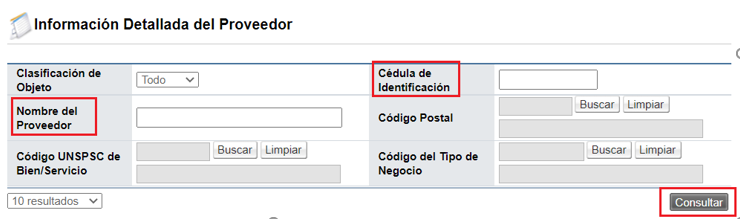 Información Detallada del Proveedor
Clasificación de Objeto
Todo
Cédula de Identificación
Nombre del Proveedor
Código Postal
Buscar Limpiar
Código UNSPSC de Bien/Servicio
Buscar Limpiar
Código del Tipo de Negocio
Buscar Limpiar
10 resultados
Consultar